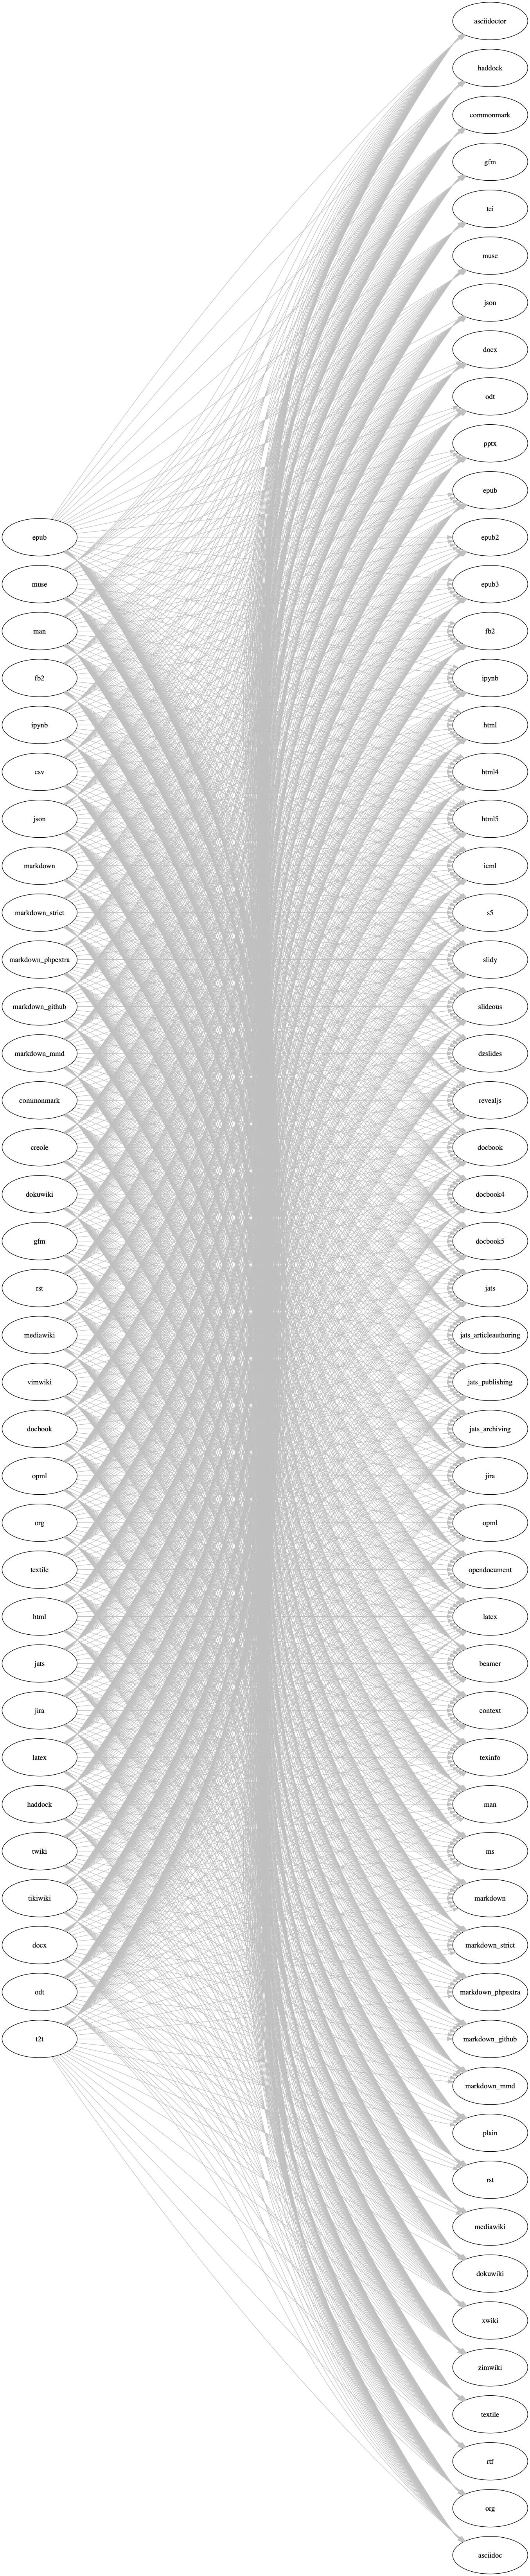 epub
muse
man
fb2
ipynb
csv
json
markdown
markdown_strict
markdown_phpextra
markdown_github
markdown_mmd
commonmark
creole
dokuwiki
gfm
rst
mediawiki
vimwiki
docbook
opml
org
textile
html
jats
jira
latex
haddock
twiki
tikiwiki
docx
odt
t2t
asciidoctor
haddock
commonmark
gfm
tei
muse
json
docx
odt
pptx
epub
epub2
epub3
fb2
ipynb
html
html4
html5
icml
s5
slidy
slideous
dzslides
revealjs
docbook
docbook4
docbook5
jats
jats_articleauthoring
jats_publishing
jats_archiving
jira
opml
opendocument
latex
beamer
context
texinfo
man
ms
markdown
markdown_strict
markdown_phpextra
markdown_github
markdown_mmd
plain
rst
mediawiki
dokuwiki
xwiki
zimwiki
textile
rtf
org
asciidoc